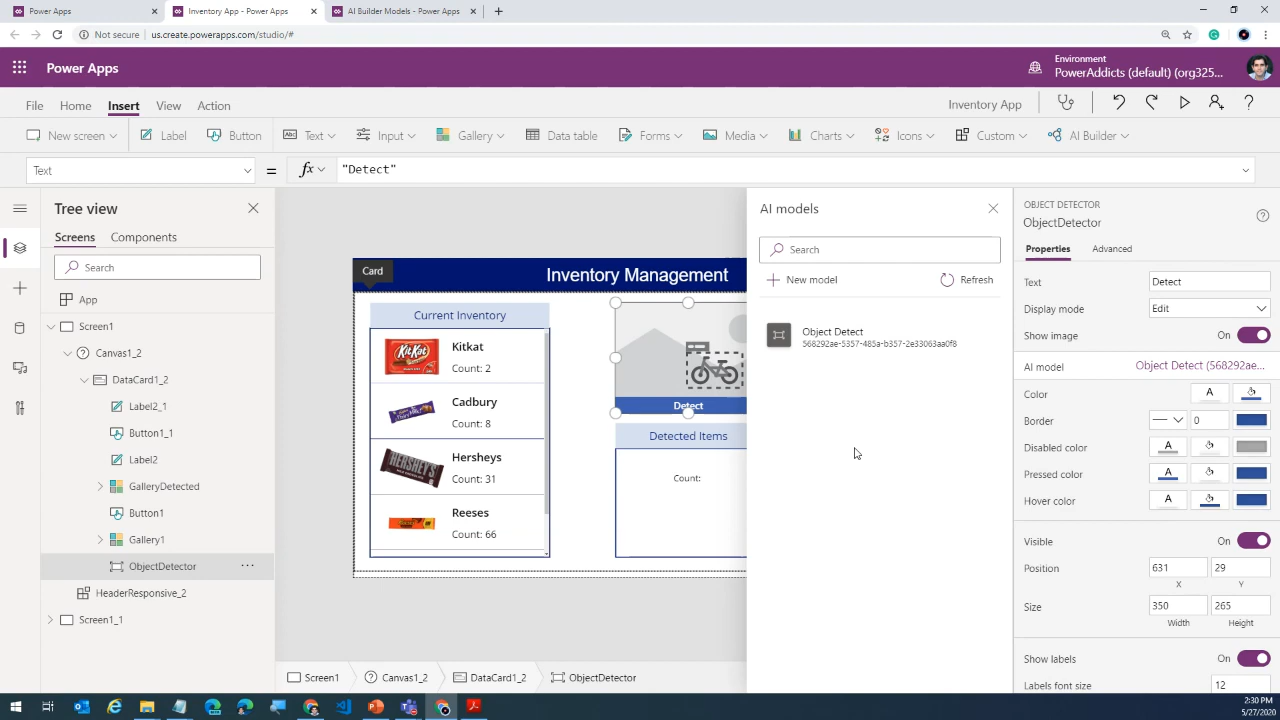 Power Apps
Inventory App - Power Apps
AI Builder Models - Power Apps
Not secure
us.create.powerapps.com/studio/#
Power Apps
Environment
PowerAddicts (default) (org325...
File
Home
Insert
View
Action
Inventory App
New screen
Label
Button
Text
Input
Gallery
Data table
Forms
Media
Charts
Icons
Custom
AI Builder
Text
=
fx
"Detect"
Tree view
Screens
Components
Search
App
Screen1
Canvas1_2
DataCard1_2
Label2_1
Button1_1
Label2
GalleryDetected
Button1
Gallery1
ObjectDetector
HeaderResponsive_2
Screen1_1
Card
Inventory Management
Current Inventory
Kitkat
Count: 2
Cadbury
Count: 8
Hersheys
Count: 31
Reeses
Count: 66
Detect
Detected Items
Count:
Screen1
Canvas1_2
DataCard1_2
ObjectDetector
AI models
Search
New model
Refresh
Object Detect
568292ae-5357-485a-b357-2e33063aa0f8
OBJECT DETECTOR
ObjectDetector
Properties
Advanced
Text
Detect
Display mode
Edit
Show image
On
AI model
Object Detect (568292ae...
Color
A
Border
0
Disabled color
A
Pressed color
A
Hover color
A
Visible
On
Position
631
29
X
Y
Size
350
265
Width
Height
Show labels
On
Labels font size
12
2:30 PM
5/27/2020